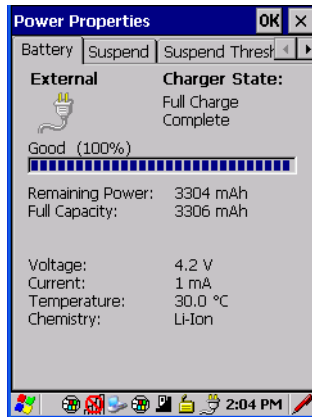 Power Properties OK ×
Battery Suspend Suspend Thresh
External Charger State:
Full Charge
Complete
Good (100%)
Remaining Power: 3304 mAh
Full Capacity: 3306 mAh
Voltage: 4.2 V
Current: 1 mA
Temperature: 30.0 °C
Chemistry: Li-Ion
2:04 PM